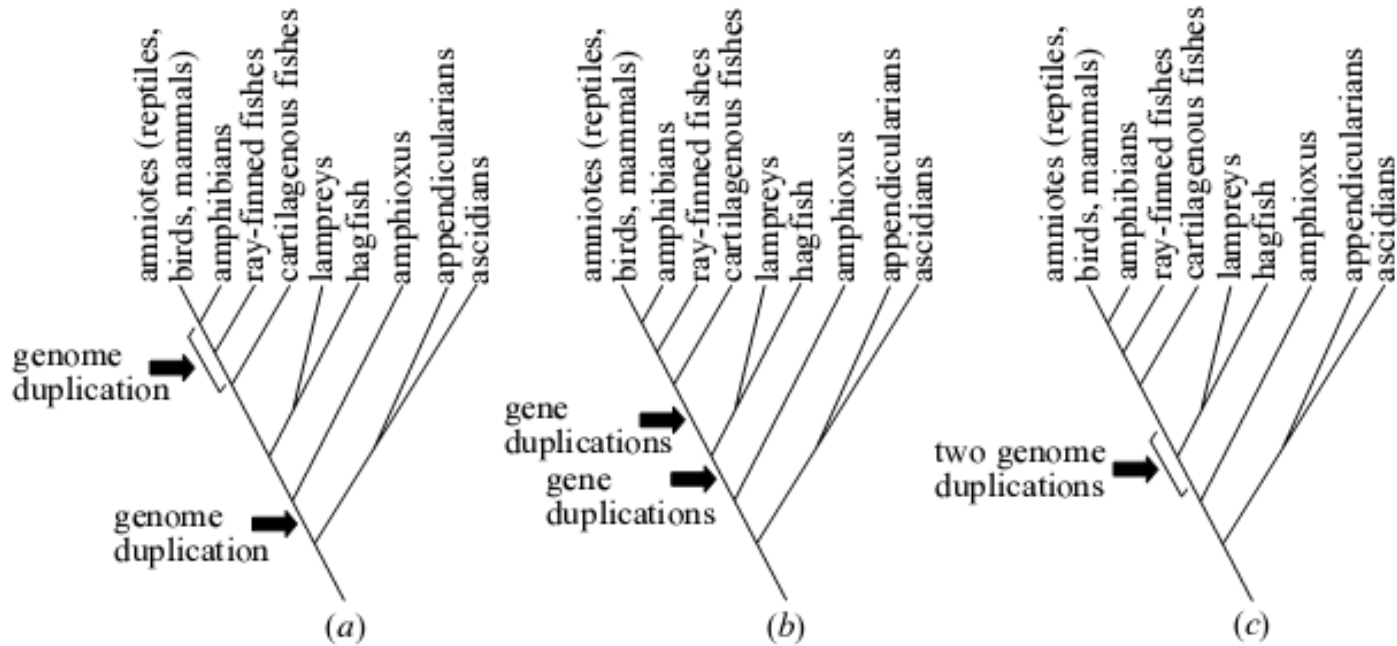 amniotes (reptiles,
birds, mammals)
amphibians
ray-finned fishes
cartilagenous fishes
lampreys
hagfish
amphioxus
appendicularians
ascidians
genome
duplication
genome
duplication
(a)
amniotes (reptiles,
birds, mammals)
amphibians
ray-finned fishes
cartilagenous fishes
lampreys
hagfish
amphioxus
appendicularians
ascidians
gene
duplications
gene
duplications
(b)
amniotes (reptiles,
birds, mammals)
amphibians
ray-finned fishes
cartilagenous fishes
lampreys
hagfish
amphioxus
appendicularians
ascidians
two genome
duplications
(c)